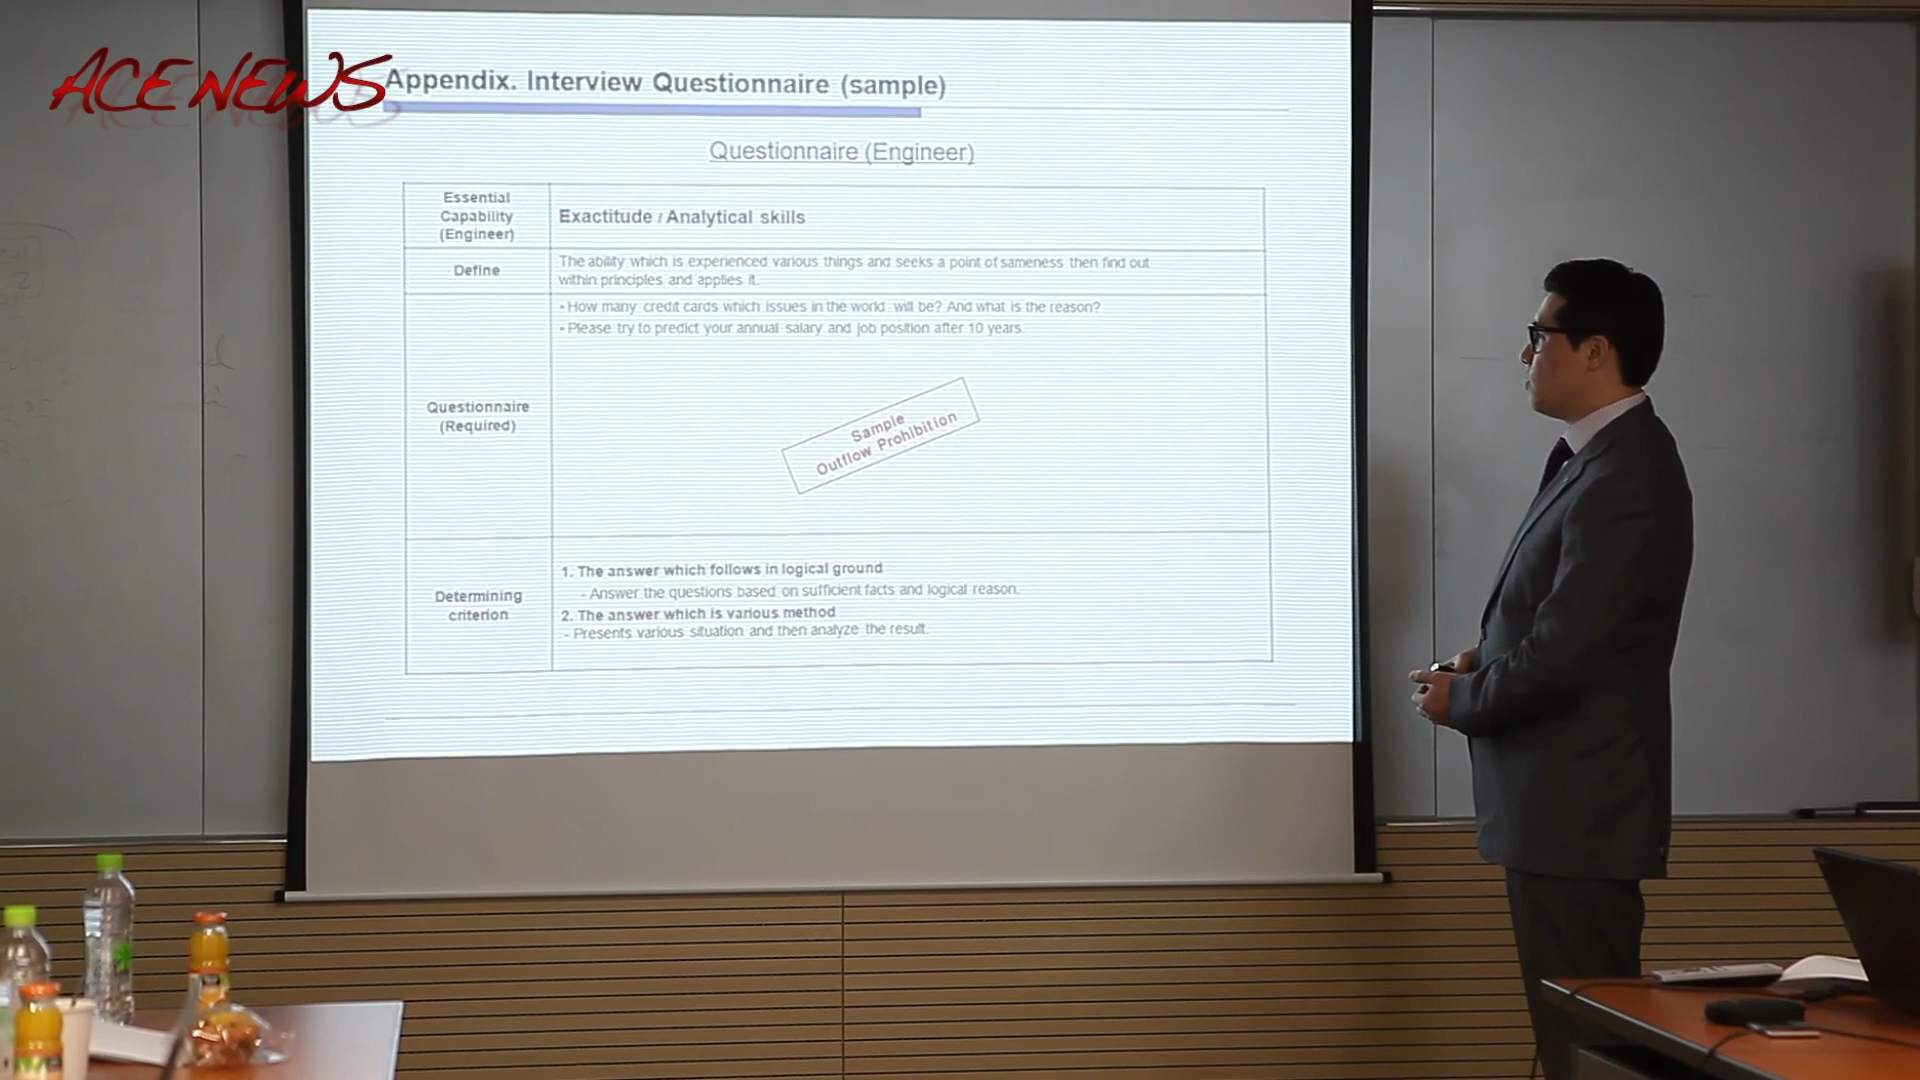 ACE NEWS
Appendix. Interview Questionnaire (sample)
Questionnaire (Engineer)
Essential
Capability
(Engineer)
Exactitude / Analytical skills
Define
The ability which is experienced various things and seeks a point of sameness then find out
within principles and applies it.
Questionnaire
(Required)
- How many credit cards which issues in the world will be? And what is the reason?
- Please try to predict your annual salary and job position after 10 years.
Sample
Outflow Prohibition
Determining
criterion
1. The answer which follows in logical ground
- Answer the questions based on sufficient facts and logical reason.
2. The answer which is various method
- Presents various situation and then analyze the result.